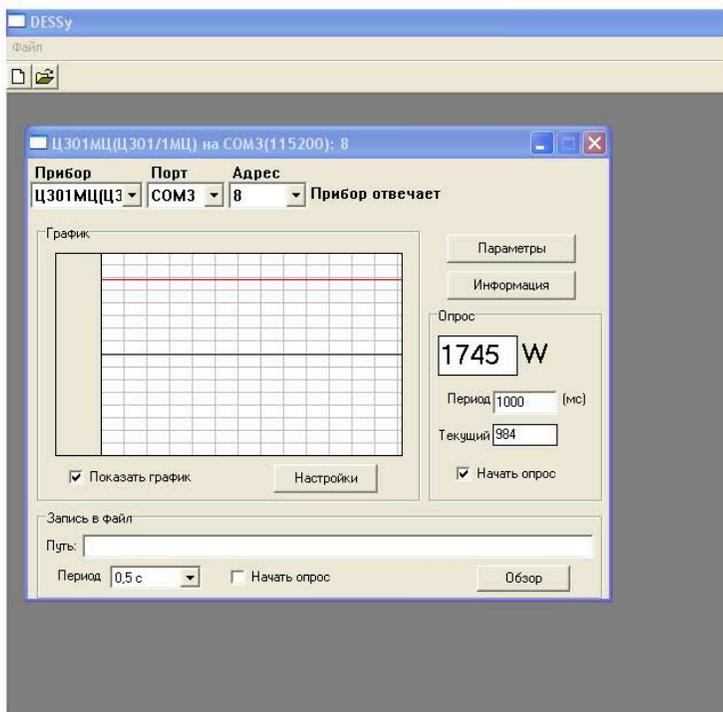 DESSy
Файл
Ц301МЦ(Ц301/1МЦ) на COM3(115200): 8
Прибор Порт Адрес
Ц301МЦ(Ц3 COM3 8 Прибор отвечает
График
Параметры
Информация
Опрос
1745 W
Период 1000 (мс)
Текущий 984
Показать график
Настройки
Начать опрос
Запись в файл
Путь:
Период 0,5 с Начать опрос Обзор